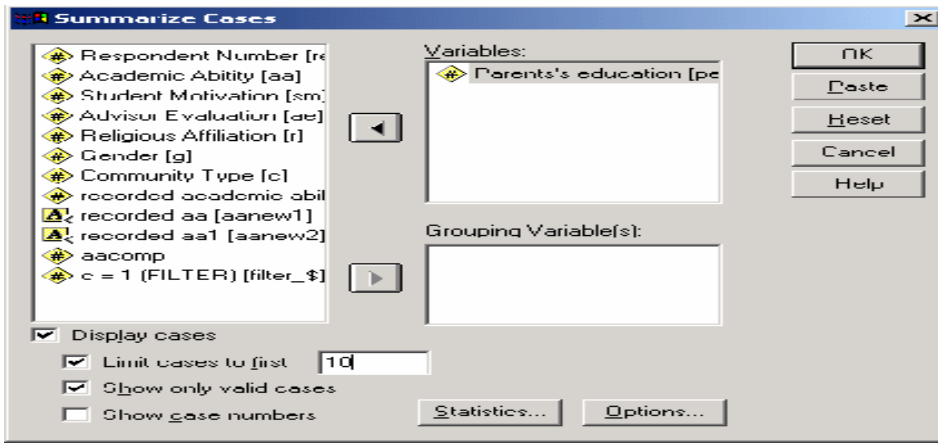 Summarize Cases
Respondent Number [re
Academic Abitity [aa]
Student Motivation [sm]
Advisor Evaluation [ae]
Religious Affiliation [r]
Gender [g]
Community Type [c]
recorded academic abil
recorded aa [aanew1]
recorded aa1 [aanew2]
aacomp
c = 1 (FILTER) [filter_$]
Variables:
Parents's education [pe
Grouping Variable(s):
OK
Paste
Reset
Cancel
Help
Display cases
Limit cases to first 10
Show only valid cases
Show case numbers
Statistics...
Options...